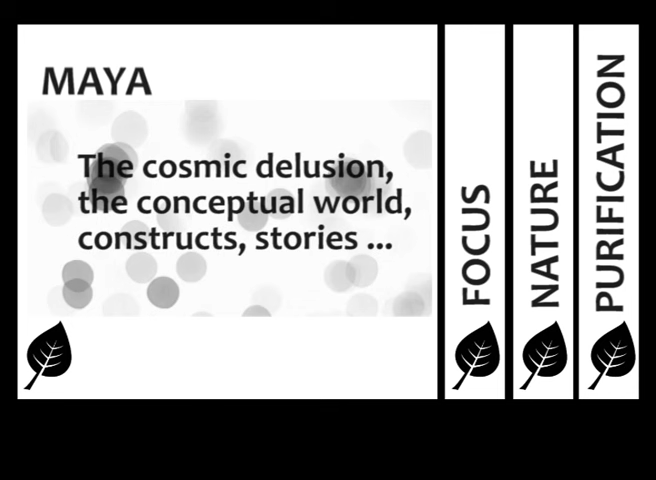 MAYA
The cosmic delusion,
the conceptual world,
constructs, stories ...
FOCUS
NATURE
PURIFICATION